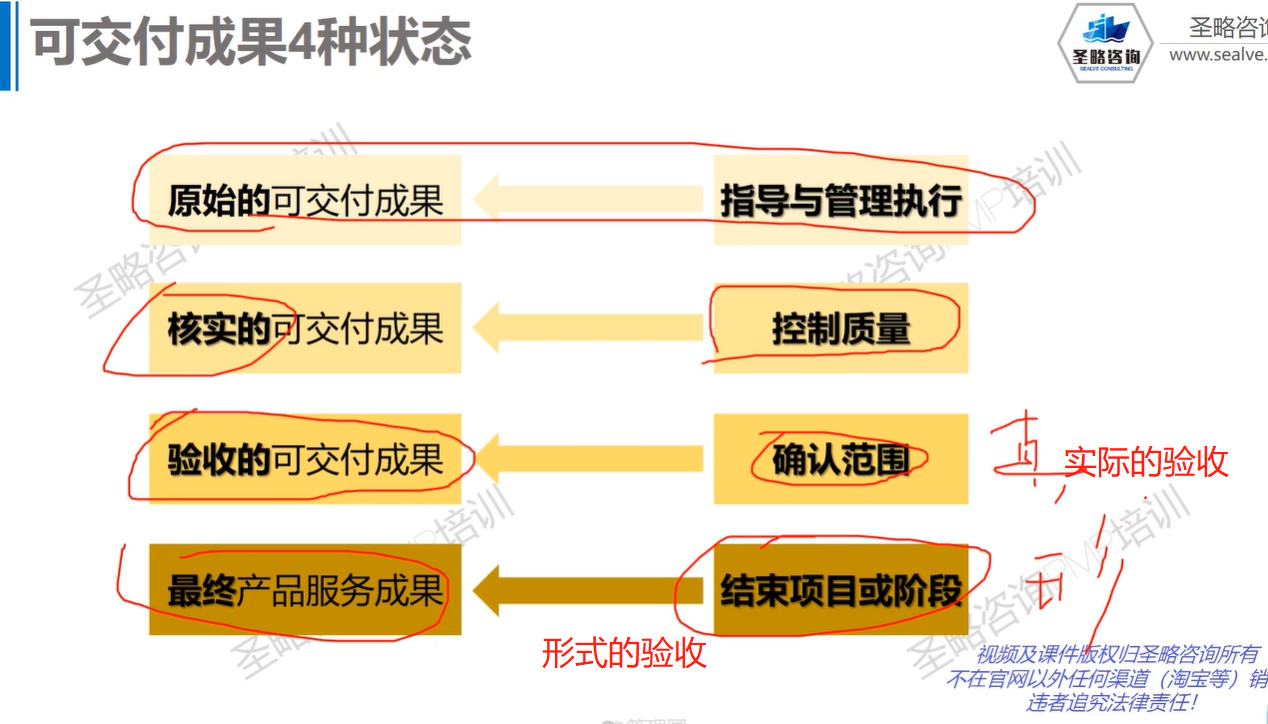 可交付成果4种状态
圣略咨询
SEALVE CONSULTING
圣略咨
www.sealve.
原始的可交付成果
指导与管理执行
核实的可交付成果
控制质量
验收的可交付成果
确认范围
真
实际的验收
最终产品服务成果
结束项目或阶段
形
形式的验收
圣略咨询PMP培训
视频及课件版权归圣略咨询所有
不在官网以外任何渠道（淘宝等）销
违者追究法律责任！